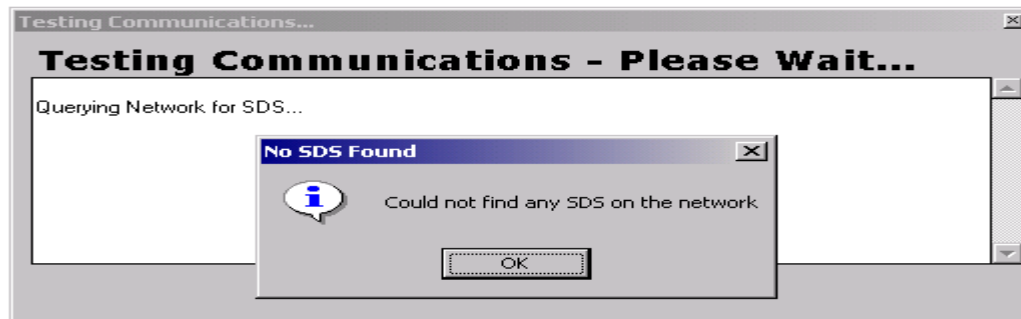 Testing Communications...
Testing Communications - Please Wait...
Querying Network for SDS...
No SDS Found
Could not find any SDS on the network
OK